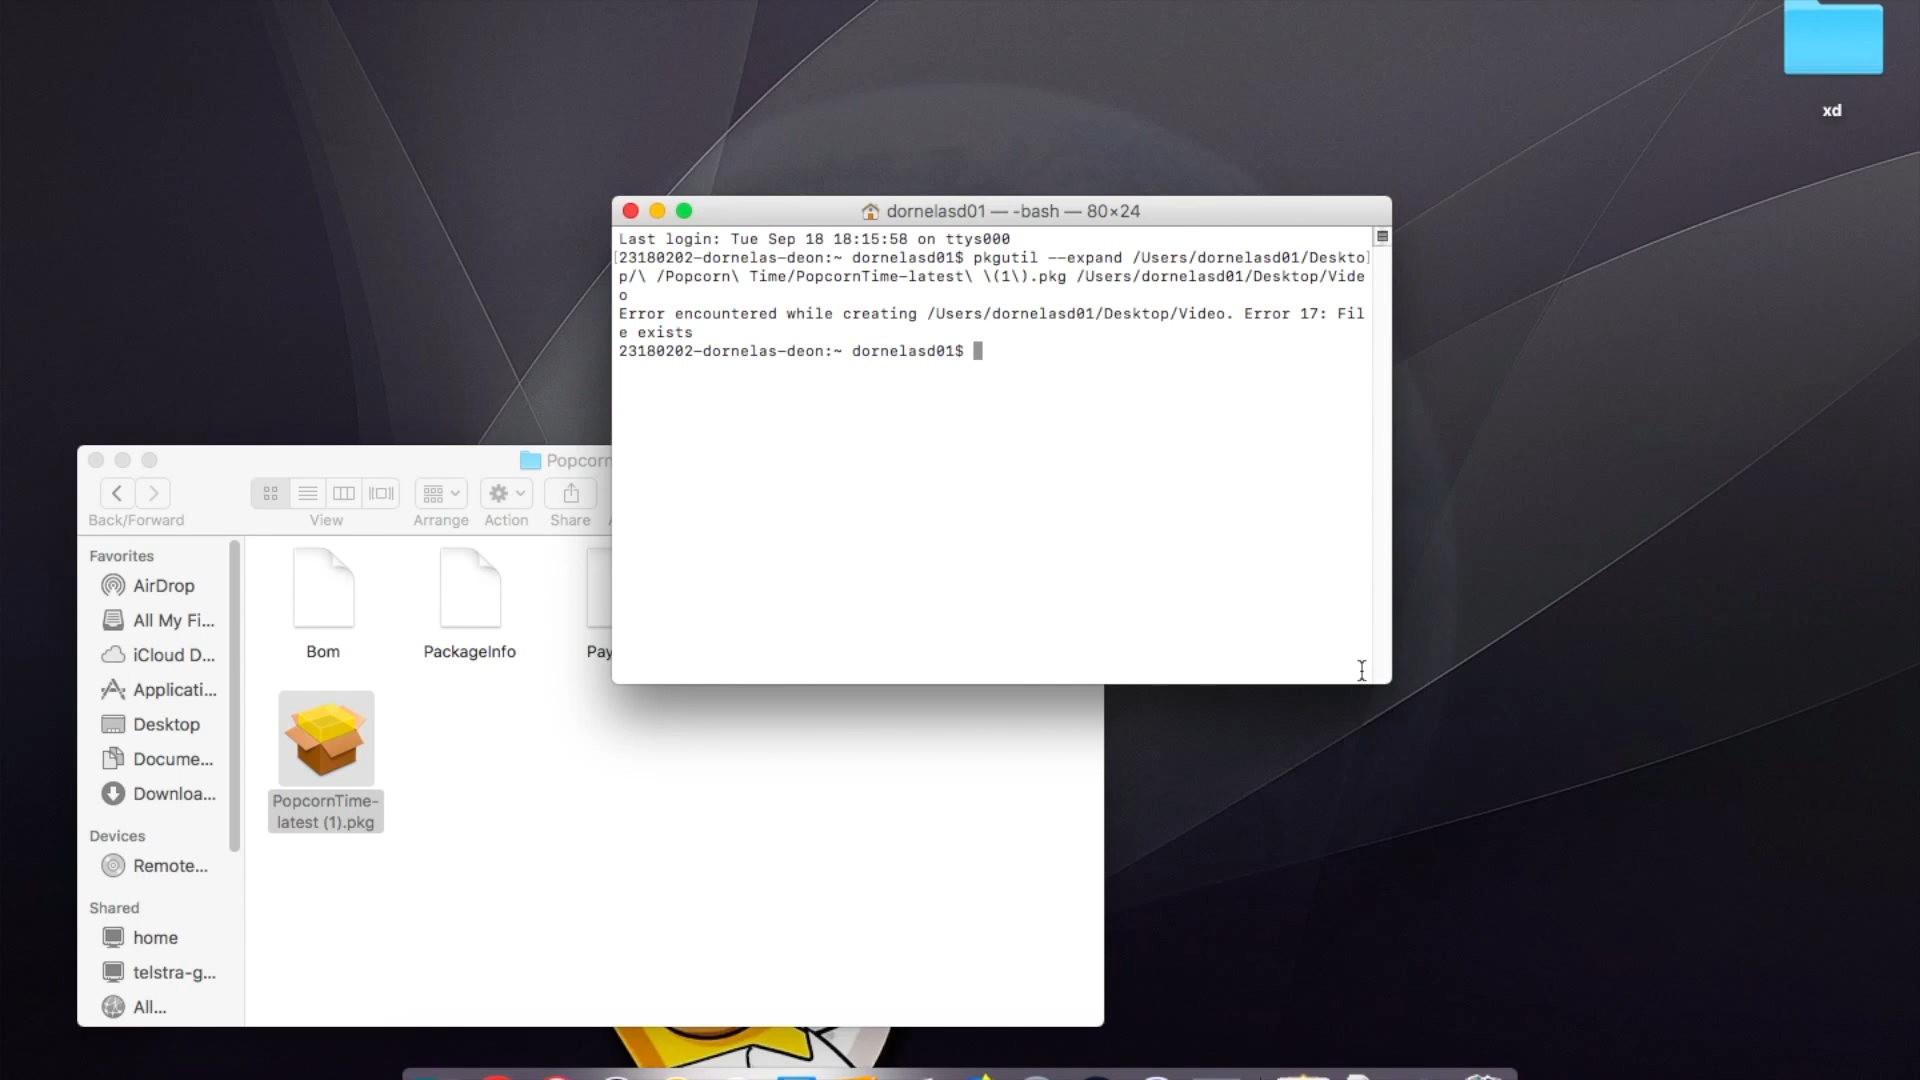 xd
dornelasd01 — -bash — 80×24
Last login: Tue Sep 18 18:15:58 on ttys000
[23180202-dornelas-deon:~ dornelasd01$ pkgutil --expand /Users/dornelasd01/Deskto]
p/\ /Popcorn\ Time/PopcornTime-latest\ \(1\).pkg /Users/dornelasd01/Desktop/Vide
o
Error encountered while creating /Users/dornelasd01/Desktop/Video. Error 17: Fil
e exists
23180202-dornelas-deon:~ dornelasd01$
Popcorn
Back/Forward
View
Arrange
Action
Share
Favorites
AirDrop
All My Fi...
iCloud D...
Applicati...
Desktop
Docume...
Downloa...
Devices
Remote...
Shared
home
telstra-g...
All...
Bom
PackageInfo
Pay
PopcornTime-
latest (1).pkg